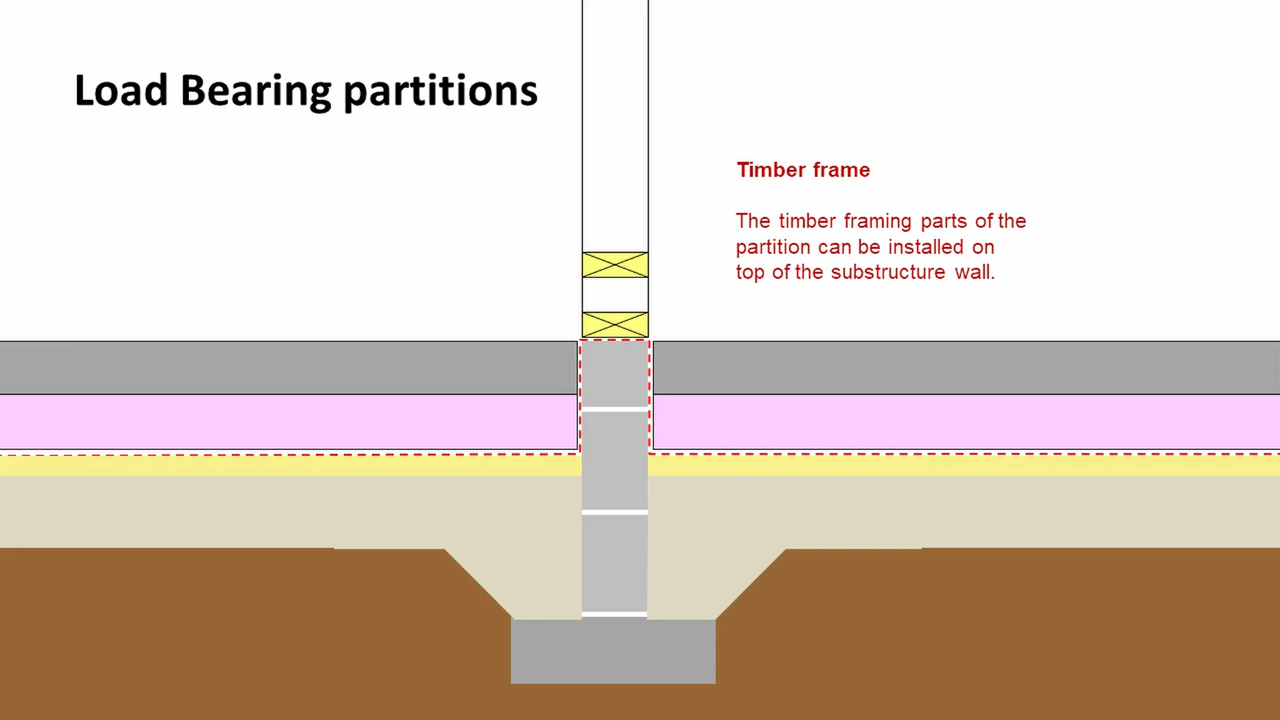 Load Bearing partitions
Timber frame
The timber framing parts of the
partition can be installed on
top of the substructure wall.